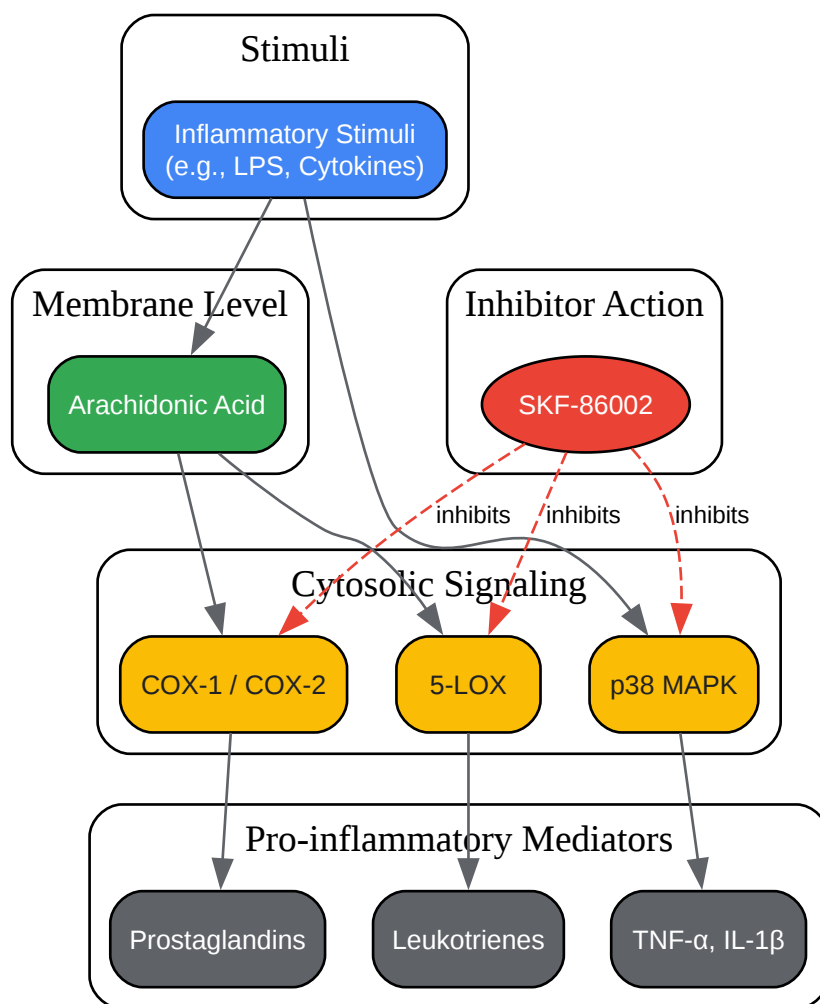 Stimuli
Inflammatory Stimuli
(e.g., LPS, Cytokines)
Membrane Level
Arachidonic Acid
Inhibitor Action
SKF-86002
inhibits
inhibits
inhibits
Cytosolic Signaling
COX-1 / COX-2
5-LOX
p38 MAPK
Pro-inflammatory Mediators
Prostaglandins
Leukotrienes
TNF-α, IL-1β